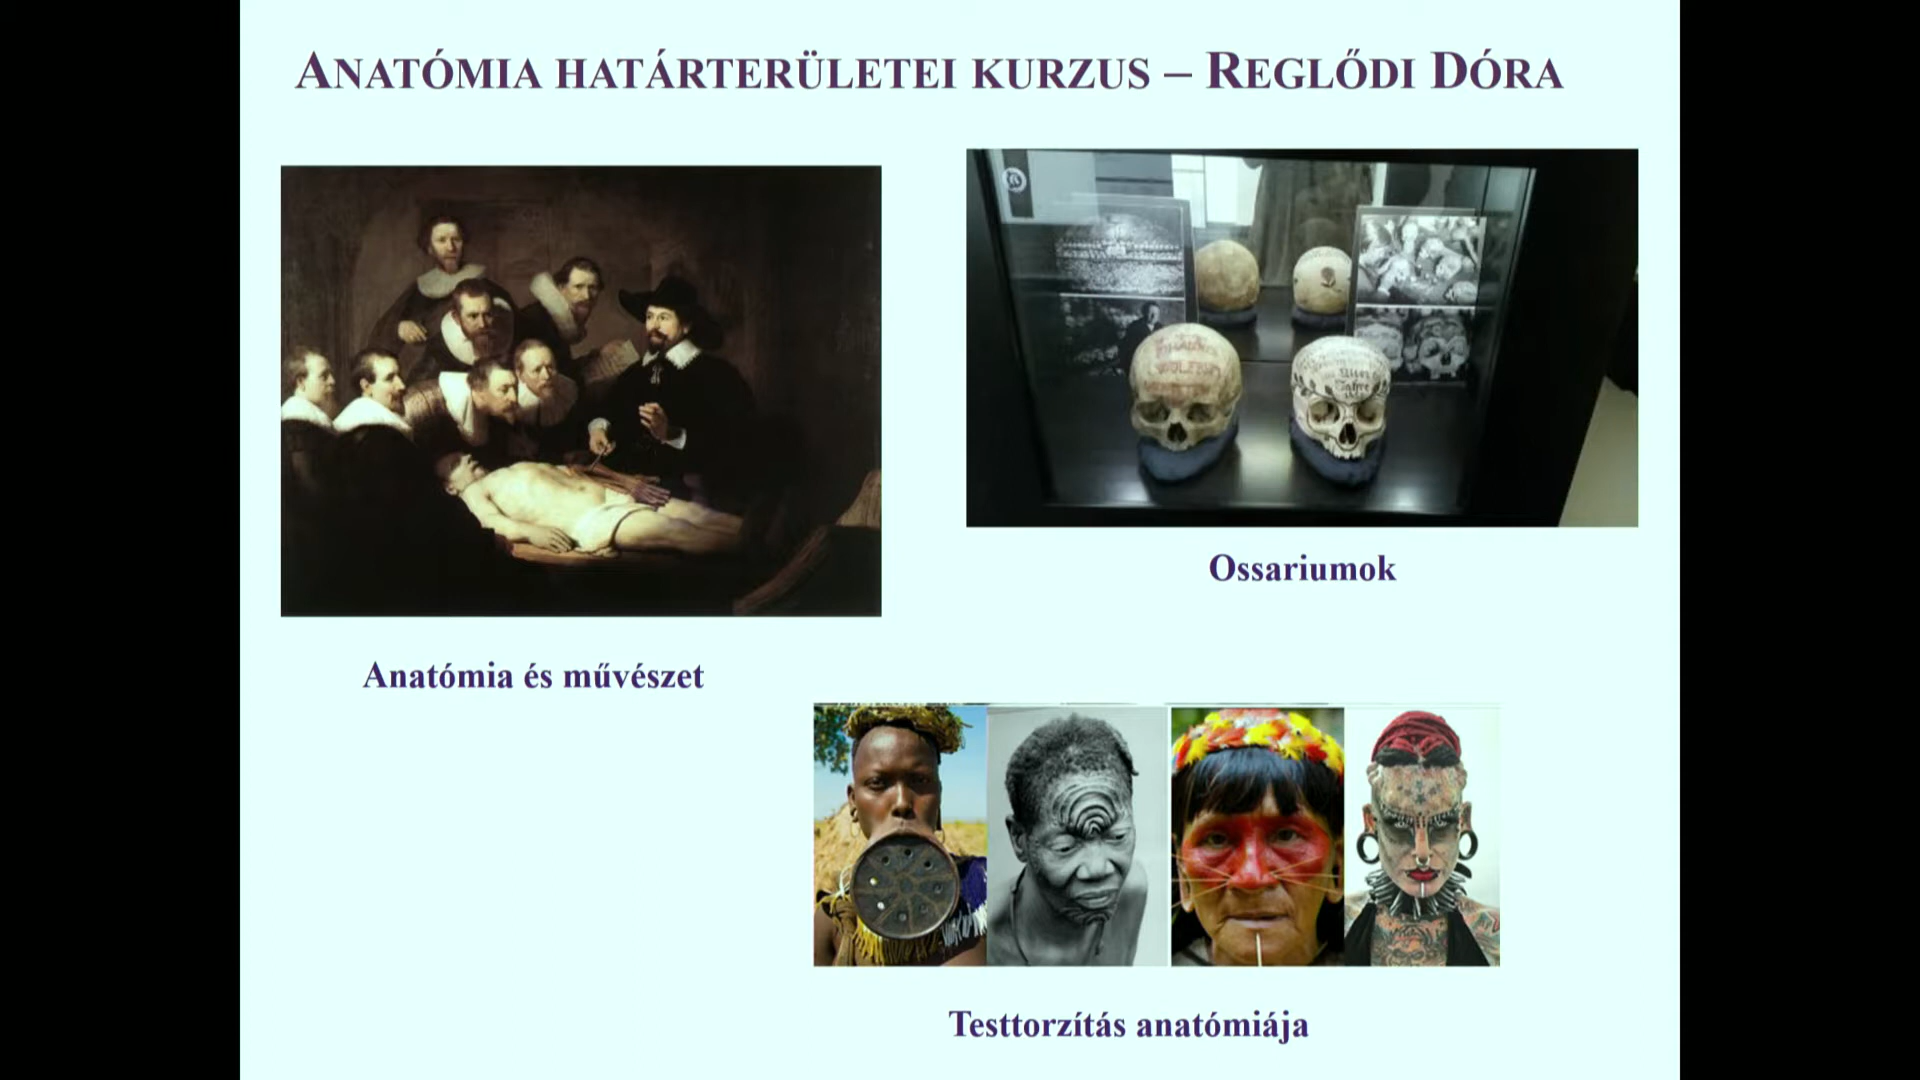 ANATÓMIA HATÁRTERÜLETEI KURZUS – REGLŐDI DÓRA
Ossariumok
Anatómia és művészet
Testtorzítás anatómiája